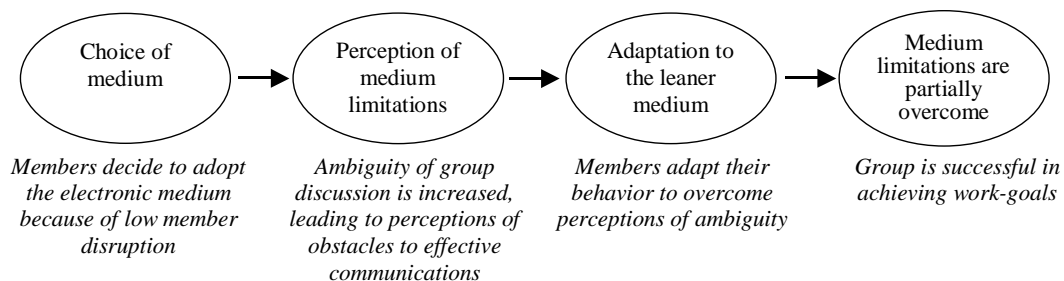 Choice of
medium
Perception of
medium
limitations
Adaptation to
the leaner
medium
Medium
limitations are
partially
overcome
Members decide to adopt
the electronic medium
because of low member
disruption
Ambiguity of group
discussion is increased,
leading to perceptions of
obstacles to effective
communications
Members adapt their
behavior to overcome
perceptions of ambiguity
Group is successful in
achieving work-goals